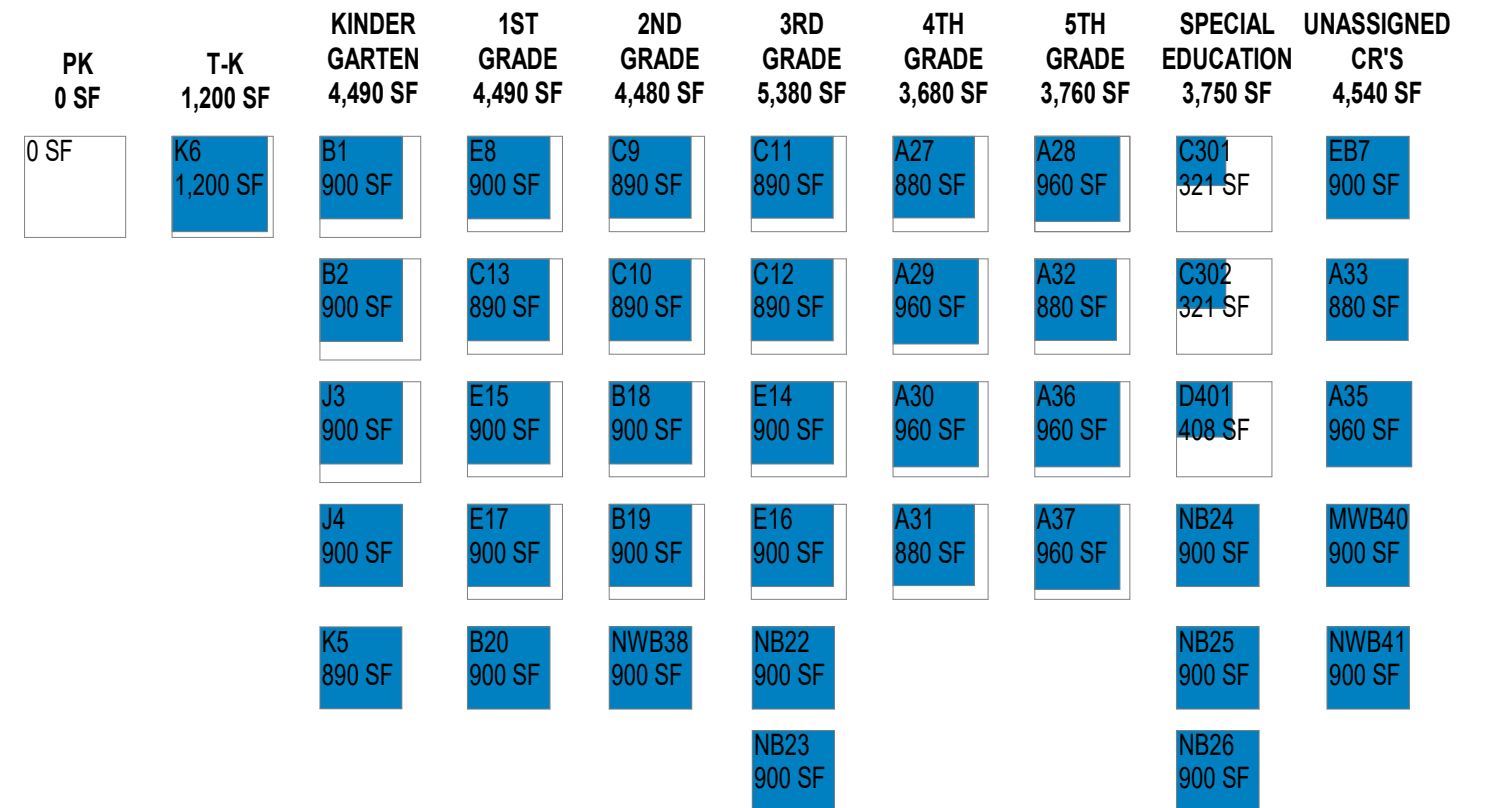 PK
0 SF
T-K
1,200 SF
KINDER
GARTEN
4,490 SF
1ST
GRADE
4,490 SF
2ND
GRADE
4,480 SF
3RD
GRADE
5,380 SF
4TH
GRADE
3,680 SF
5TH
GRADE
3,760 SF
SPECIAL
EDUCATION
3,750 SF
UNASSIGNED
CR'S
4,540 SF
0 SF
K6
1,200 SF
B1
900 SF
E8
900 SF
C9
890 SF
C11
890 SF
A27
880 SF
A28
960 SF
C301
321 SF
EB7
900 SF
B2
900 SF
C13
890 SF
C10
890 SF
C12
890 SF
A29
960 SF
A32
880 SF
C302
321 SF
A33
880 SF
J3
900 SF
E15
900 SF
B18
900 SF
E14
900 SF
A30
960 SF
A36
960 SF
D401
408 SF
A35
960 SF
J4
900 SF
E17
900 SF
B19
900 SF
E16
900 SF
A31
880 SF
A37
960 SF
NB24
900 SF
MWB40
900 SF
K5
890 SF
B20
900 SF
NWB38
900 SF
NB22
900 SF
NB25
900 SF
NWB41
900 SF
NB23
900 SF
NB26
900 SF